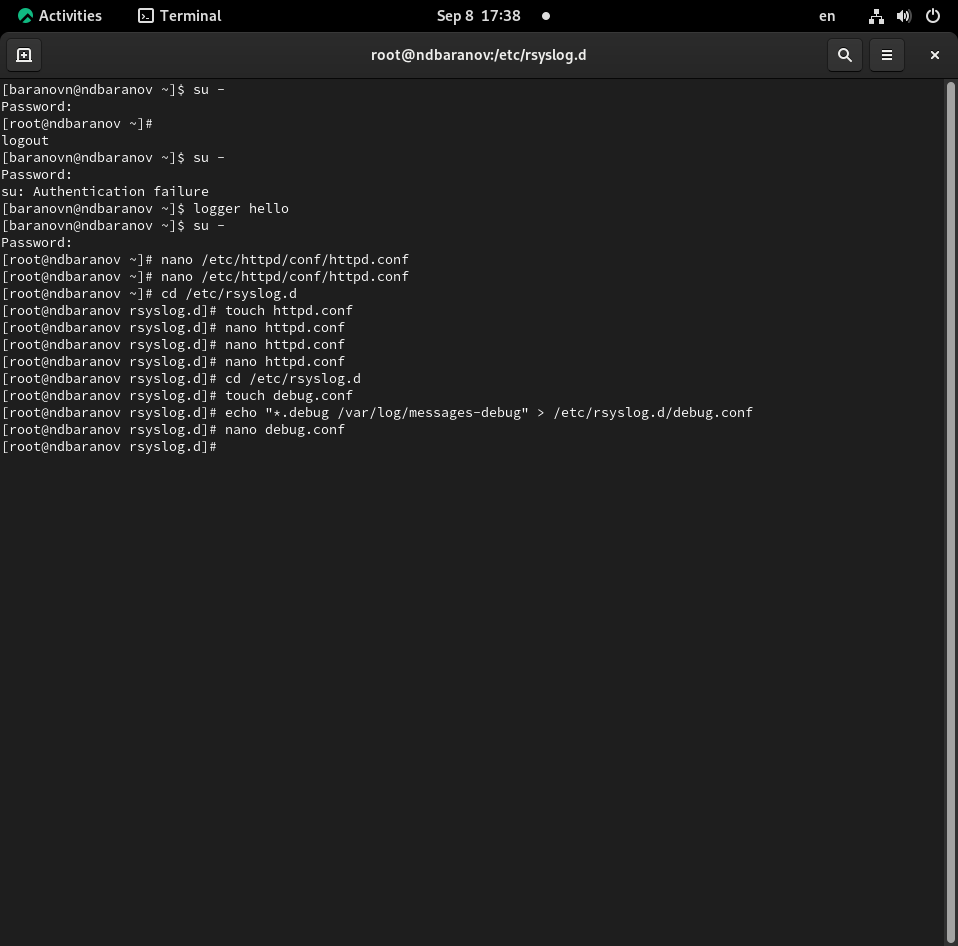 Activities Terminal Sep 8 17:38 en
root@ndbaranov:/etc/rsyslog.d
[baranovn@ndbaranov ~]$ su -
Password:
[root@ndbaranov ~]#
logout
[baranovn@ndbaranov ~]$ su -
Password:
su: Authentication failure
[baranovn@ndbaranov ~]$ logger hello
[baranovn@ndbaranov ~]$ su -
Password:
[root@ndbaranov ~]# nano /etc/httpd/conf/httpd.conf
[root@ndbaranov ~]# nano /etc/httpd/conf/httpd.conf
[root@ndbaranov ~]# cd /etc/rsyslog.d
[root@ndbaranov rsyslog.d]# touch httpd.conf
[root@ndbaranov rsyslog.d]# nano httpd.conf
[root@ndbaranov rsyslog.d]# nano httpd.conf
[root@ndbaranov rsyslog.d]# nano httpd.conf
[root@ndbaranov rsyslog.d]# cd /etc/rsyslog.d
[root@ndbaranov rsyslog.d]# touch debug.conf
[root@ndbaranov rsyslog.d]# echo "*.debug /var/log/messages-debug" > /etc/rsyslog.d/debug.conf
[root@ndbaranov rsyslog.d]# nano debug.conf
[root@ndbaranov rsyslog.d]#